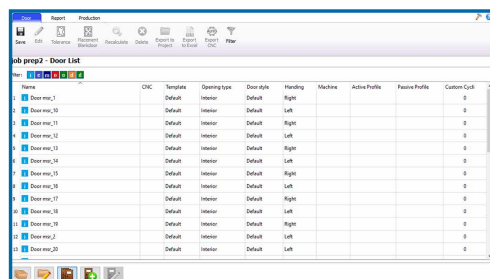 Door Report Production
Save Edit Tolerance Placement Blackdoor Recalculate Delete Export to Project Export to Excel Export CNC Filter
job prep2 - Door List
filter: i e m o o d d
Name CNC Template Opening type Door style Handing Machine Active Profile Passive Profile Custom Cycli
1 i Door msr_1 Default Interior Default Right 0
2 i Door msr_10 Default Interior Default Left 0
3 i Door msr_11 Default Interior Default Right 0
4 i Door msr_12 Default Interior Default Left 0
5 i Door msr_13 Default Interior Default Right 0
6 i Door msr_14 Default Interior Default Left 0
7 i Door msr_15 Default Interior Default Right 0
8 i Door msr_16 Default Interior Default Left 0
9 i Door msr_17 Default Interior Default Right 0
10 i Door msr_18 Default Interior Default Left 0
11 i Door msr_19 Default Interior Default Right 0
12 i Door msr_2 Default Interior Default Left 0
13 i Door msr_20 Default Interior Default Left 0